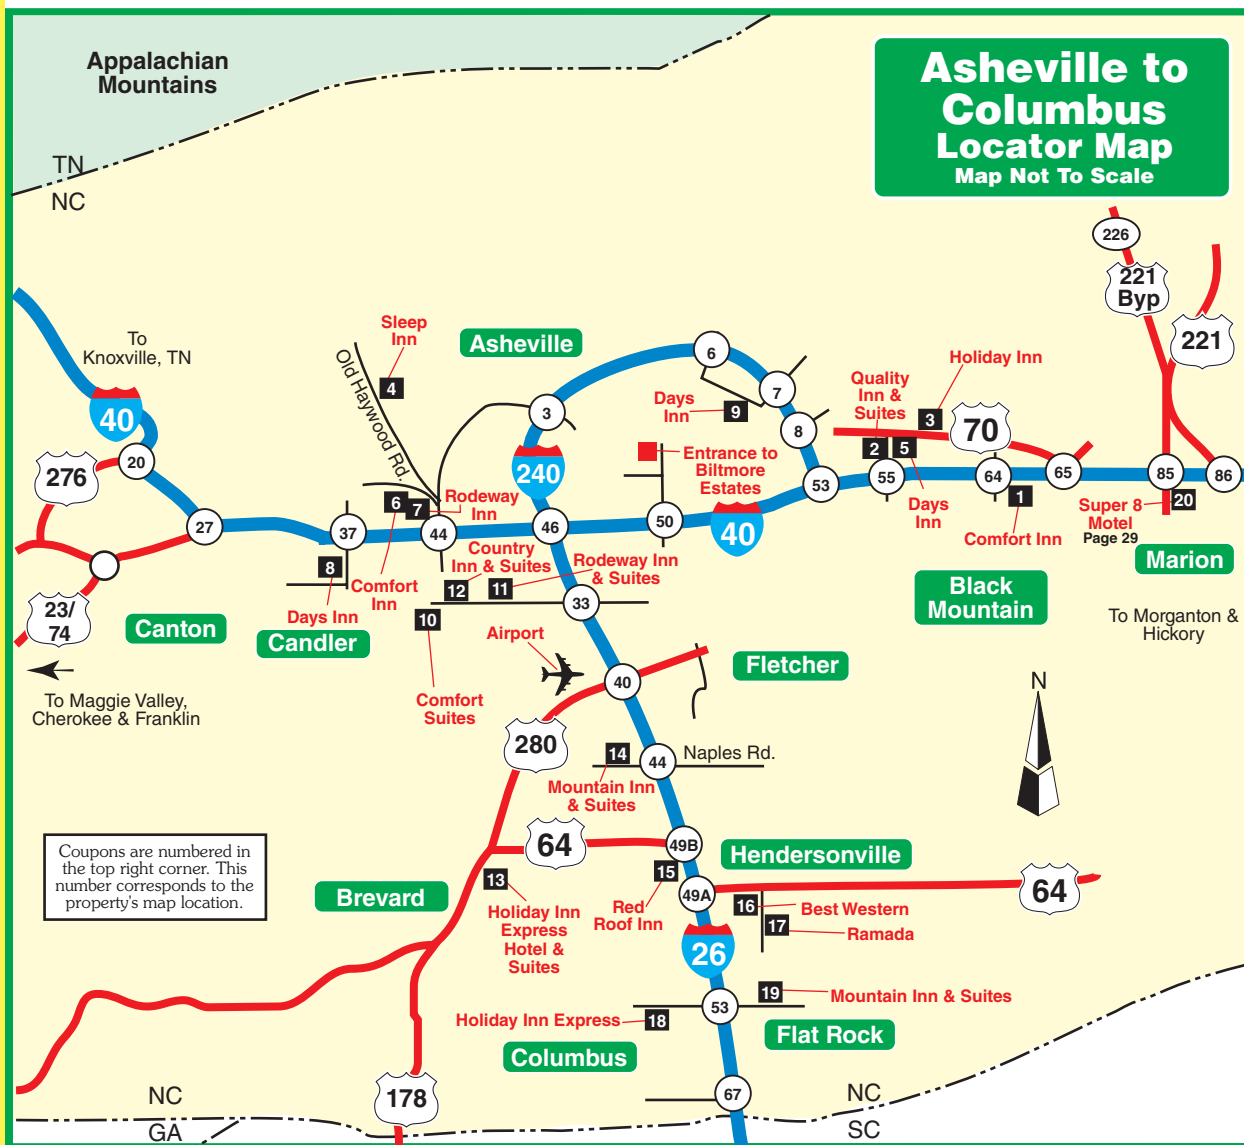 Appalachian
Mountains
Asheville to
Columbus
Locator Map
Map Not To Scale
TN
NC
226
221
Byp
221
To
Knoxville, TN
Sleep
Inn
4
Old Haywood Rd.
Asheville
6
7
8
3
Days
Inn
9
Quality
Inn &
Suites
Holiday Inn
3
70
2
5
40
20
276
240
Entrance to
Biltmore
Estates
53
55
64
65
85
86
27
37
6
7
Rodeway
Inn
44
46
50
40
Days
Inn
1
Comfort Inn
Super 8
Motel
Page 29
20
Marion
8
Days Inn
Comfort
Inn
Country
Inn & Suites
12
11
Rodeway Inn
& Suites
33
10
Black
Mountain
23/
74
Canton
Candler
Airport
Comfort
Suites
To Morganton &
Hickory
To Maggie Valley,
Cherokee & Franklin
40
Fletcher
N
280
14
44
Naples Rd.
Mountain Inn
& Suites
Coupons are numbered in
the top right corner. This
number corresponds to the
property's map location.
64
49B
Hendersonville
15
13
49A
64
Brevard
Holiday Inn
Express
Hotel &
Suites
Red
Roof Inn
16
Best Western
17
Ramada
26
19
Mountain Inn & Suites
53
Holiday Inn Express
18
Flat Rock
Columbus
178
67
NC
GA
NC
SC